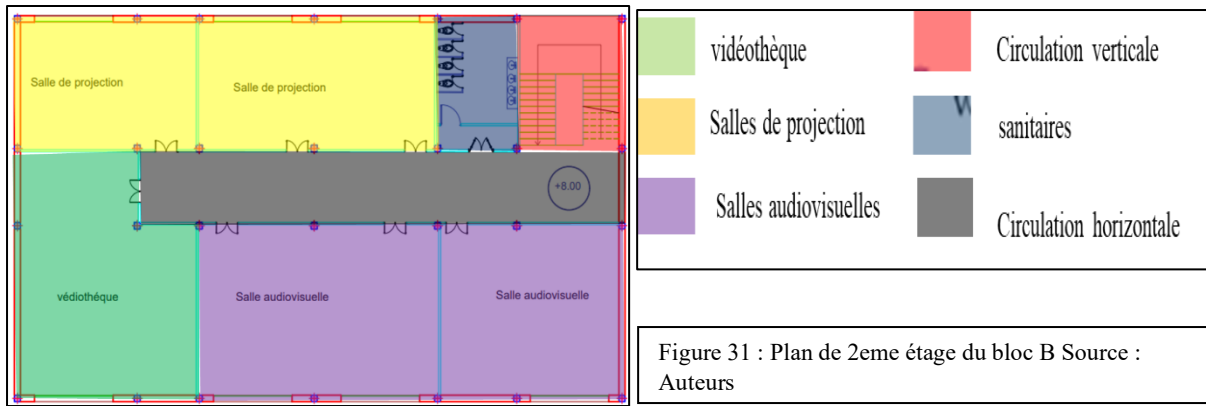 Salle de projection
Salle de projection
+8.00
védiothéque
Salle audiovisuelle
Salle audiovisuelle
vidéothèque
Circulation verticale
Salles de projection
W
sanitaires
Salles audiovisuelles
Circulation horizontale
Figure 31 : Plan de 2eme étage du bloc B Source :
Auteurs